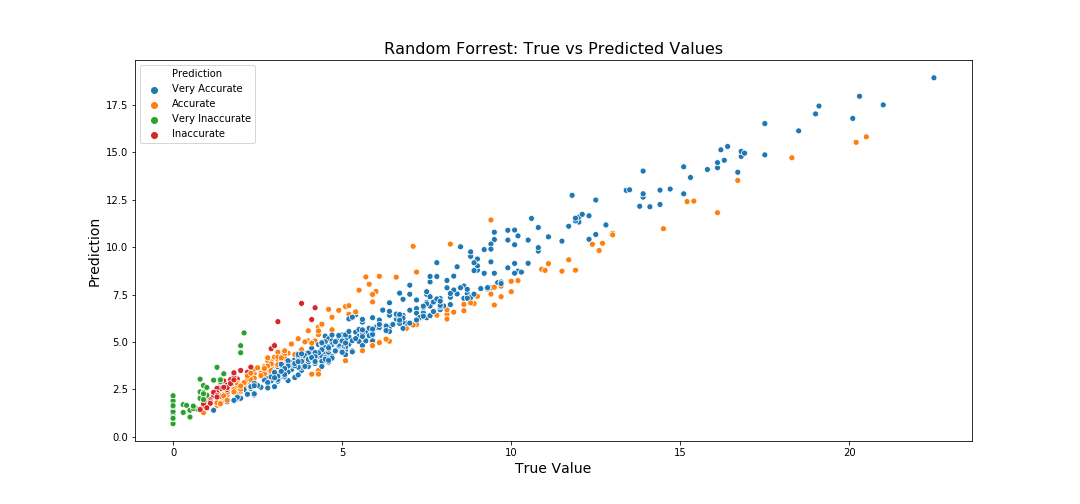 Random Forrest: True vs Predicted Values
Prediction
Very Accurate
Accurate
Very Inaccurate
Inaccurate
17.5
15.0
12.5
10.0
7.5
5.0
2.5
0.0
Prediction
0
5
10
15
20
True Value